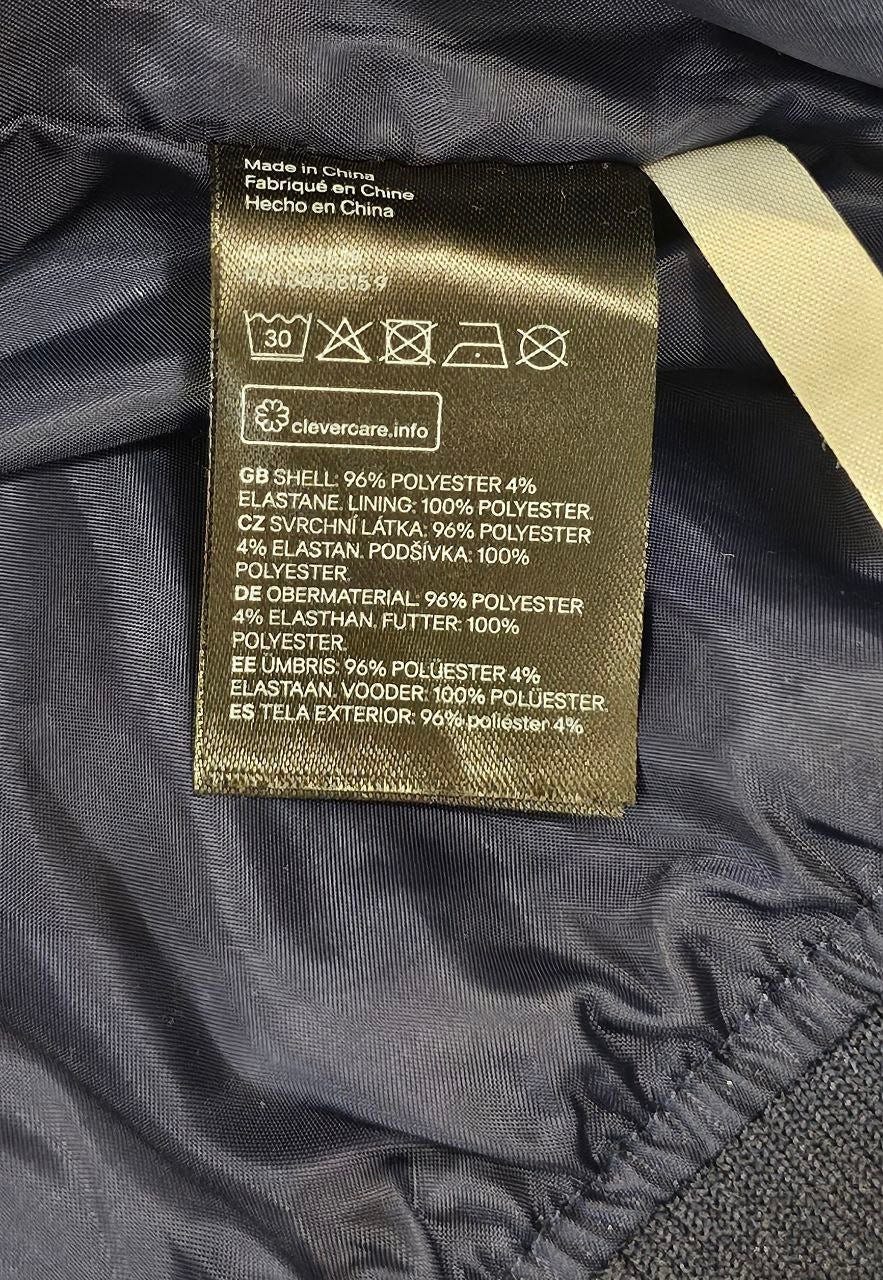 Made in China
Fabriqué en Chine
Hecho en China
30
clevercare.info
GB SHELL: 96% POLYESTER 4%
ELASTANE. LINING: 100% POLYESTER.
CZ SVRCHNÍ LÁTKA: 96% POLYESTER
4% ELASTAN. PODŠÍVKA: 100%
POLYESTER.
DE OBERMATERIAL: 96% POLYESTER
4% ELASTHAN. FUTTER: 100%
POLYESTER.
EE ÜMBRIS: 96% POLÜESTER 4%
ELASTAAN. VOODER: 100% POLÜESTER.
ES TELA EXTERIOR: 96% poliéster 4%